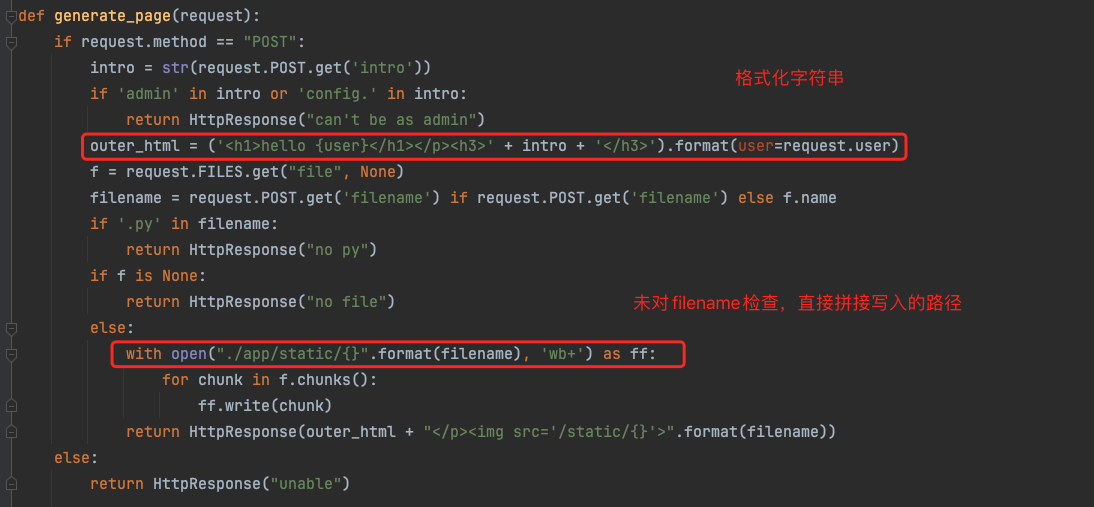 def generate_page(request):
    if request.method == "POST":
        intro = str(request.POST.get('intro'))
格式化字符串
        if 'admin' in intro or 'config.' in intro:
            return HttpResponse("can't be as admin")
        outer_html = ('<h1>hello {user}</h1></p><h3>' + intro + '</h3>').format(user=request.user)
        f = request.FILES.get("file", None)
        filename = request.POST.get('filename') if request.POST.get('filename') else f.name
        if '.py' in filename:
            return HttpResponse("no py")
        if f is None:
            return HttpResponse("no file")
未对filename检查，直接拼接写入的路径
        else:
            with open("./app/static/{}".format(filename), 'wb+') as ff:
                for chunk in f.chunks():
                    ff.write(chunk)
            return HttpResponse(outer_html + "</p><img src='/static/{}'>".format(filename))
    else:
        return HttpResponse("unable")